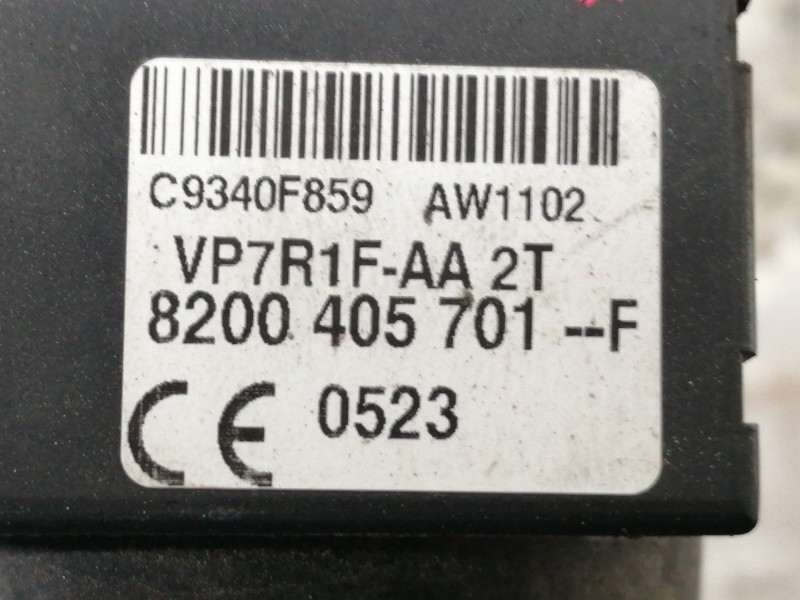 C9340F859 AW1102
VP7R1F-AA 2T
8200 405 701 --F
CE 0523